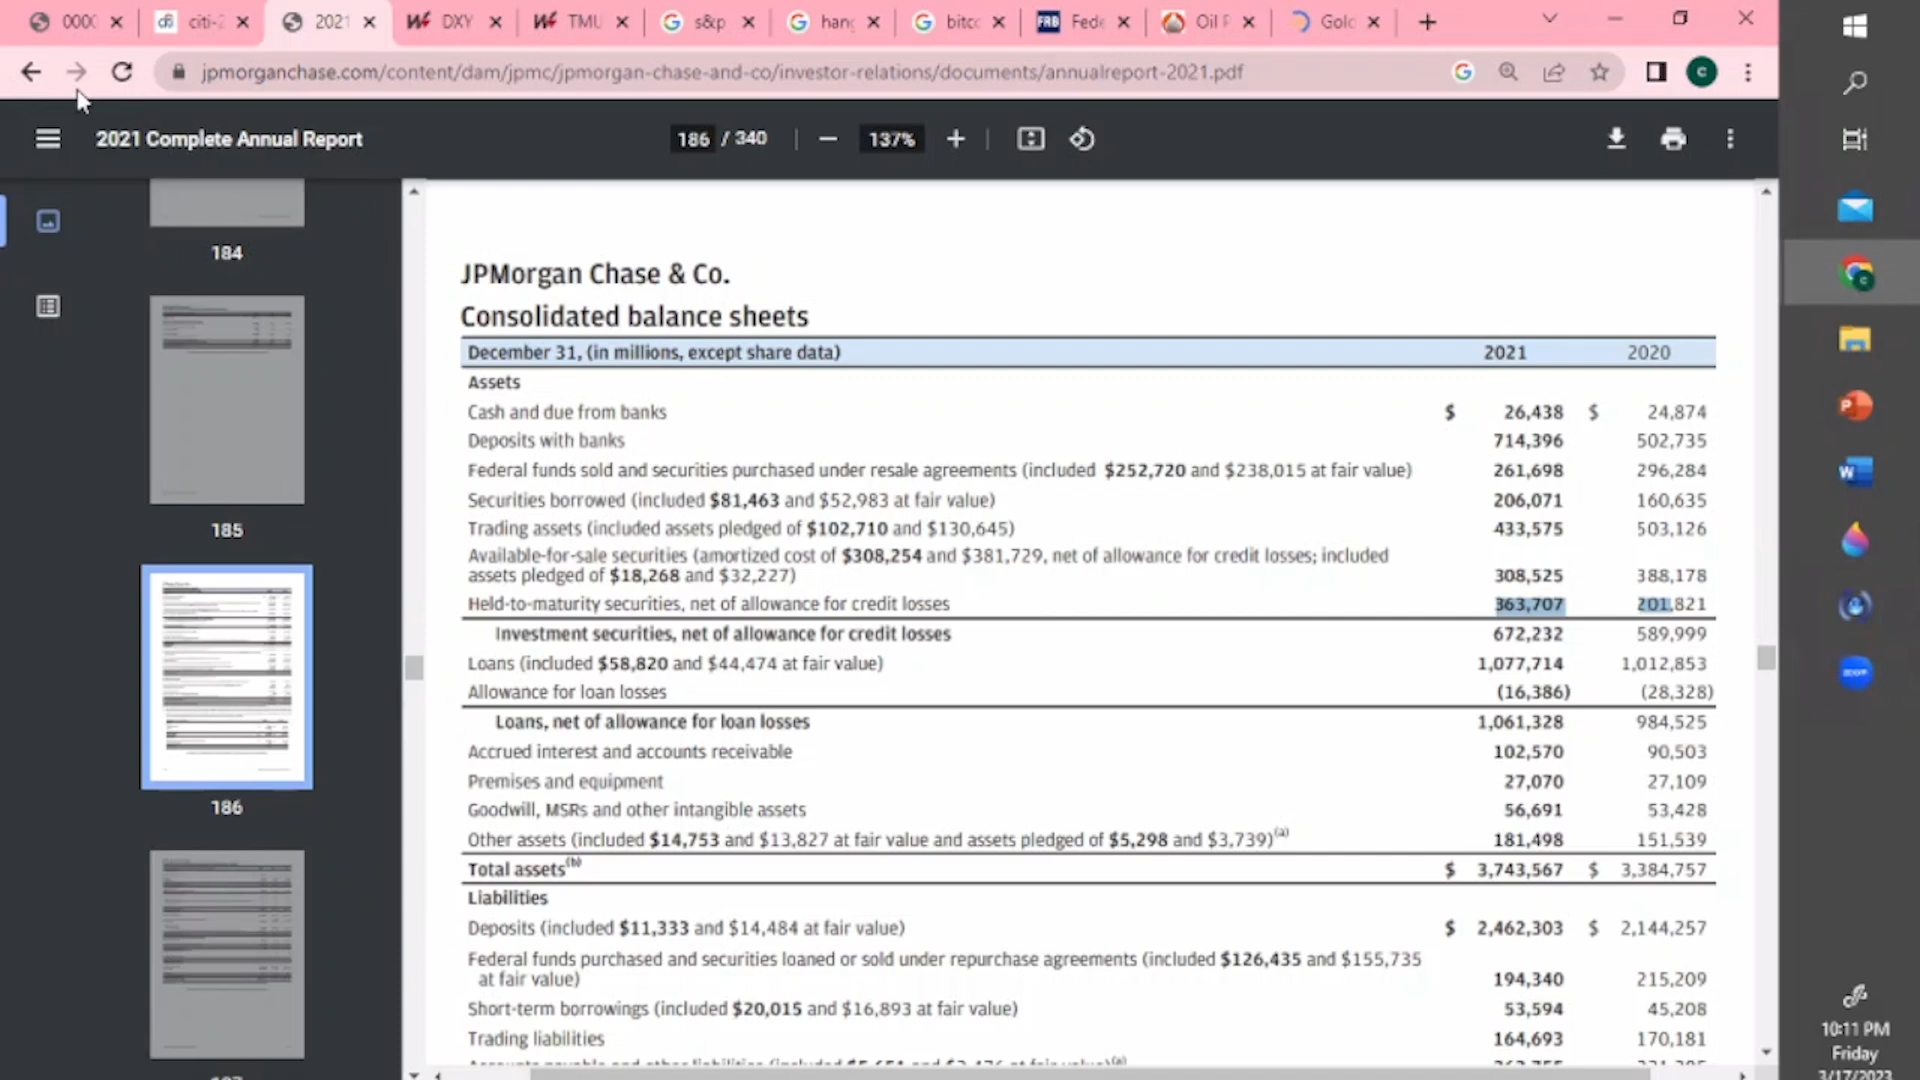 000C
citi-2
2021
DXY
TMU
s&p
hang
bitco
FRB Fede
Oil P
Gold
jpmorganchase.com/content/dam/jpmc/jpmorgan-chase-and-co/investor-relations/documents/annualreport-2021.pdf
2021 Complete Annual Report
186 / 340
137%
184
185
186
JPMorgan Chase & Co.
Consolidated balance sheets
December 31, (in millions, except share data) 2021 2020
Assets
Cash and due from banks $ 26,438 $ 24,874
Deposits with banks 714,396 502,735
Federal funds sold and securities purchased under resale agreements (included $252,720 and $238,015 at fair value) 261,698 296,284
Securities borrowed (included $81,463 and $52,983 at fair value) 206,071 160,635
Trading assets (included assets pledged of $102,710 and $130,645) 433,575 503,126
Available-for-sale securities (amortized cost of $308,254 and $381,729, net of allowance for credit losses; included
assets pledged of $18,268 and $32,227) 308,525 388,178
Held-to-maturity securities, net of allowance for credit losses 363,707 201,821
Investment securities, net of allowance for credit losses 672,232 589,999
Loans (included $58,820 and $44,474 at fair value) 1,077,714 1,012,853
Allowance for loan losses (16,386) (28,328)
Loans, net of allowance for loan losses 1,061,328 984,525
Accrued interest and accounts receivable 102,570 90,503
Premises and equipment 27,070 27,109
Goodwill, MSRs and other intangible assets 56,691 53,428
Other assets (included $14,753 and $13,827 at fair value and assets pledged of $5,298 and $3,739)(a) 181,498 151,539
Total assets(b) $ 3,743,567 $ 3,384,757
Liabilities
Deposits (included $11,333 and $14,484 at fair value) $ 2,462,303 $ 2,144,257
Federal funds purchased and securities loaned or sold under repurchase agreements (included $126,435 and $155,735
at fair value) 194,340 215,209
Short-term borrowings (included $20,015 and $16,893 at fair value) 53,594 45,208
Trading liabilities 164,693 170,181
zoom
10:11 PM
Friday
3/17/2023